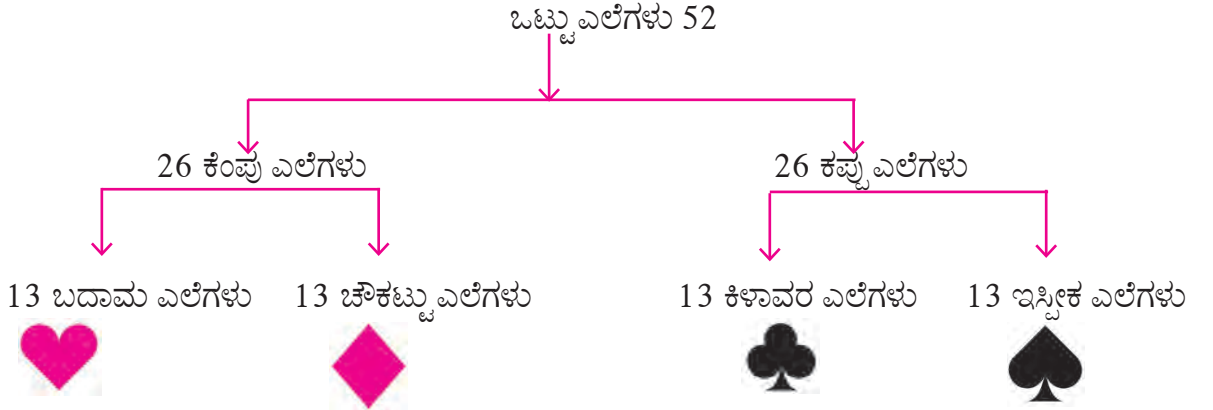 ಒಟ್ಟು ಎಲೆಗಳು 52
26 ಕೆಂಪು ಎಲೆಗಳು
26 ಕಪ್ಪು ಎಲೆಗಳು
13 ಬದಾಮ ಎಲೆಗಳು
13 ಚೌಕಟ್ಟು ಎಲೆಗಳು
13 ಕಿಳಾವರ ಎಲೆಗಳು
13 ಇಸ್ಪೀಕ ಎಲೆಗಳು